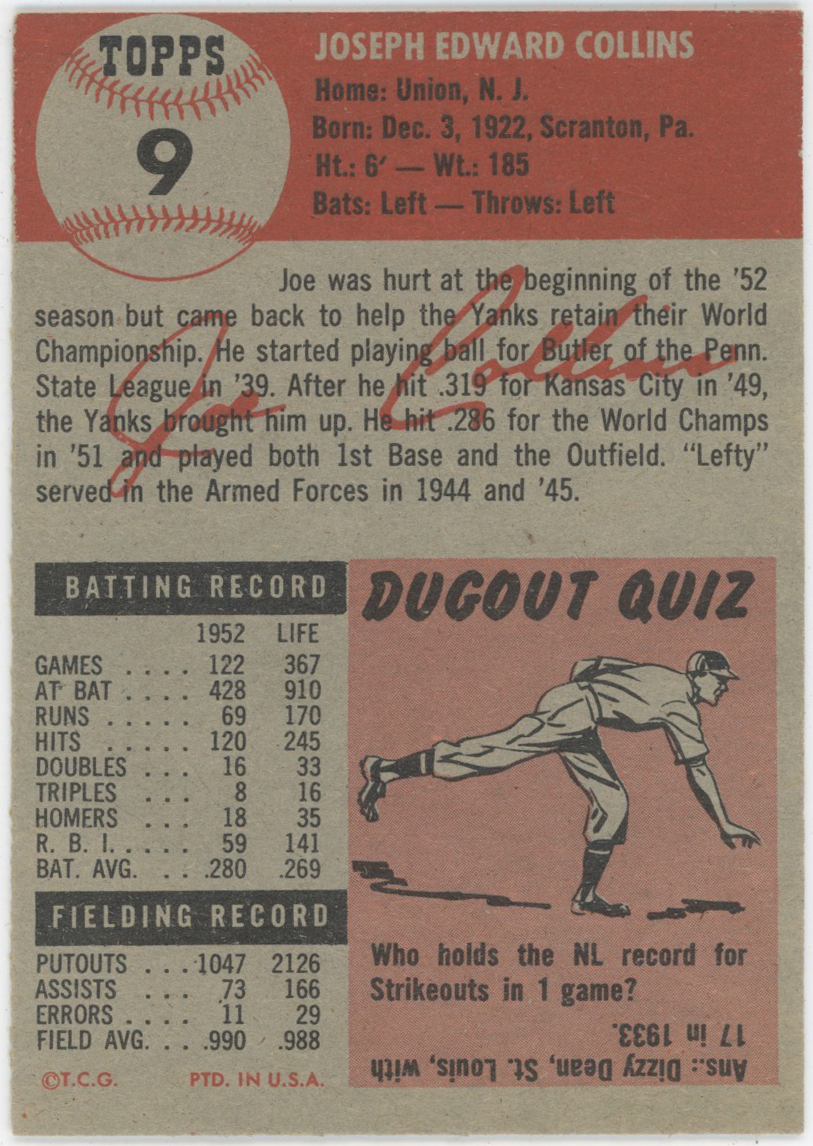 TOPPS
9
JOSEPH EDWARD COLLINS
Home: Union, N. J.
Born: Dec. 3, 1922, Scranton, Pa.
Ht.: 6′ — Wt.: 185
Bats: Left — Throws: Left
Joe was hurt at the beginning of the '52
season but came back to help the Yanks retain their World
Championship. He started playing ball for Butler of the Penn.
State League in '39. After he hit .319 for Kansas City in '49,
the Yanks brought him up. He hit .286 for the World Champs
in '51 and played both 1st Base and the Outfield. "Lefty"
served in the Armed Forces in 1944 and '45.
Joe Collins
BATTING RECORD
1952 LIFE
GAMES .... 122 367
AT BAT .... 428 910
RUNS ..... 69 170
HITS ..... 120 245
DOUBLES ... 16 33
TRIPLES ... 8 16
HOMERS ... 18 35
R. B. I..... 59 141
BAT. AVG. ... .280 .269
FIELDING RECORD
PUTOUTS ... 1047 2126
ASSISTS ... 73 166
ERRORS .... 11 29
FIELD AVG. .. .990 .988
©T.C.G. PTD. IN U.S.A.
DUGOUT QUIZ
Who holds the NL record for
Strikeouts in 1 game?
Ans.: Dizzy Dean, St. Louis, with
17 in 1933.